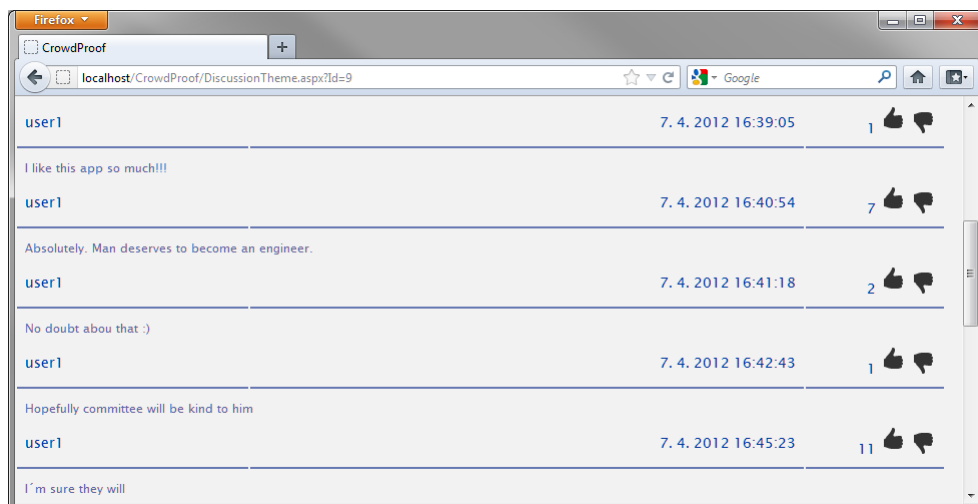 Firefox
CrowdProof
localhost/CrowdProof/DiscussionTheme.aspx?Id=9
Google
user1 7. 4. 2012 16:39:05 1
I like this app so much!!!
user1 7. 4. 2012 16:40:54 7
Absolutely. Man deserves to become an engineer.
user1 7. 4. 2012 16:41:18 2
No doubt abou that :)
user1 7. 4. 2012 16:42:43 1
Hopefully committee will be kind to him
user1 7. 4. 2012 16:45:23 11
I´m sure they will